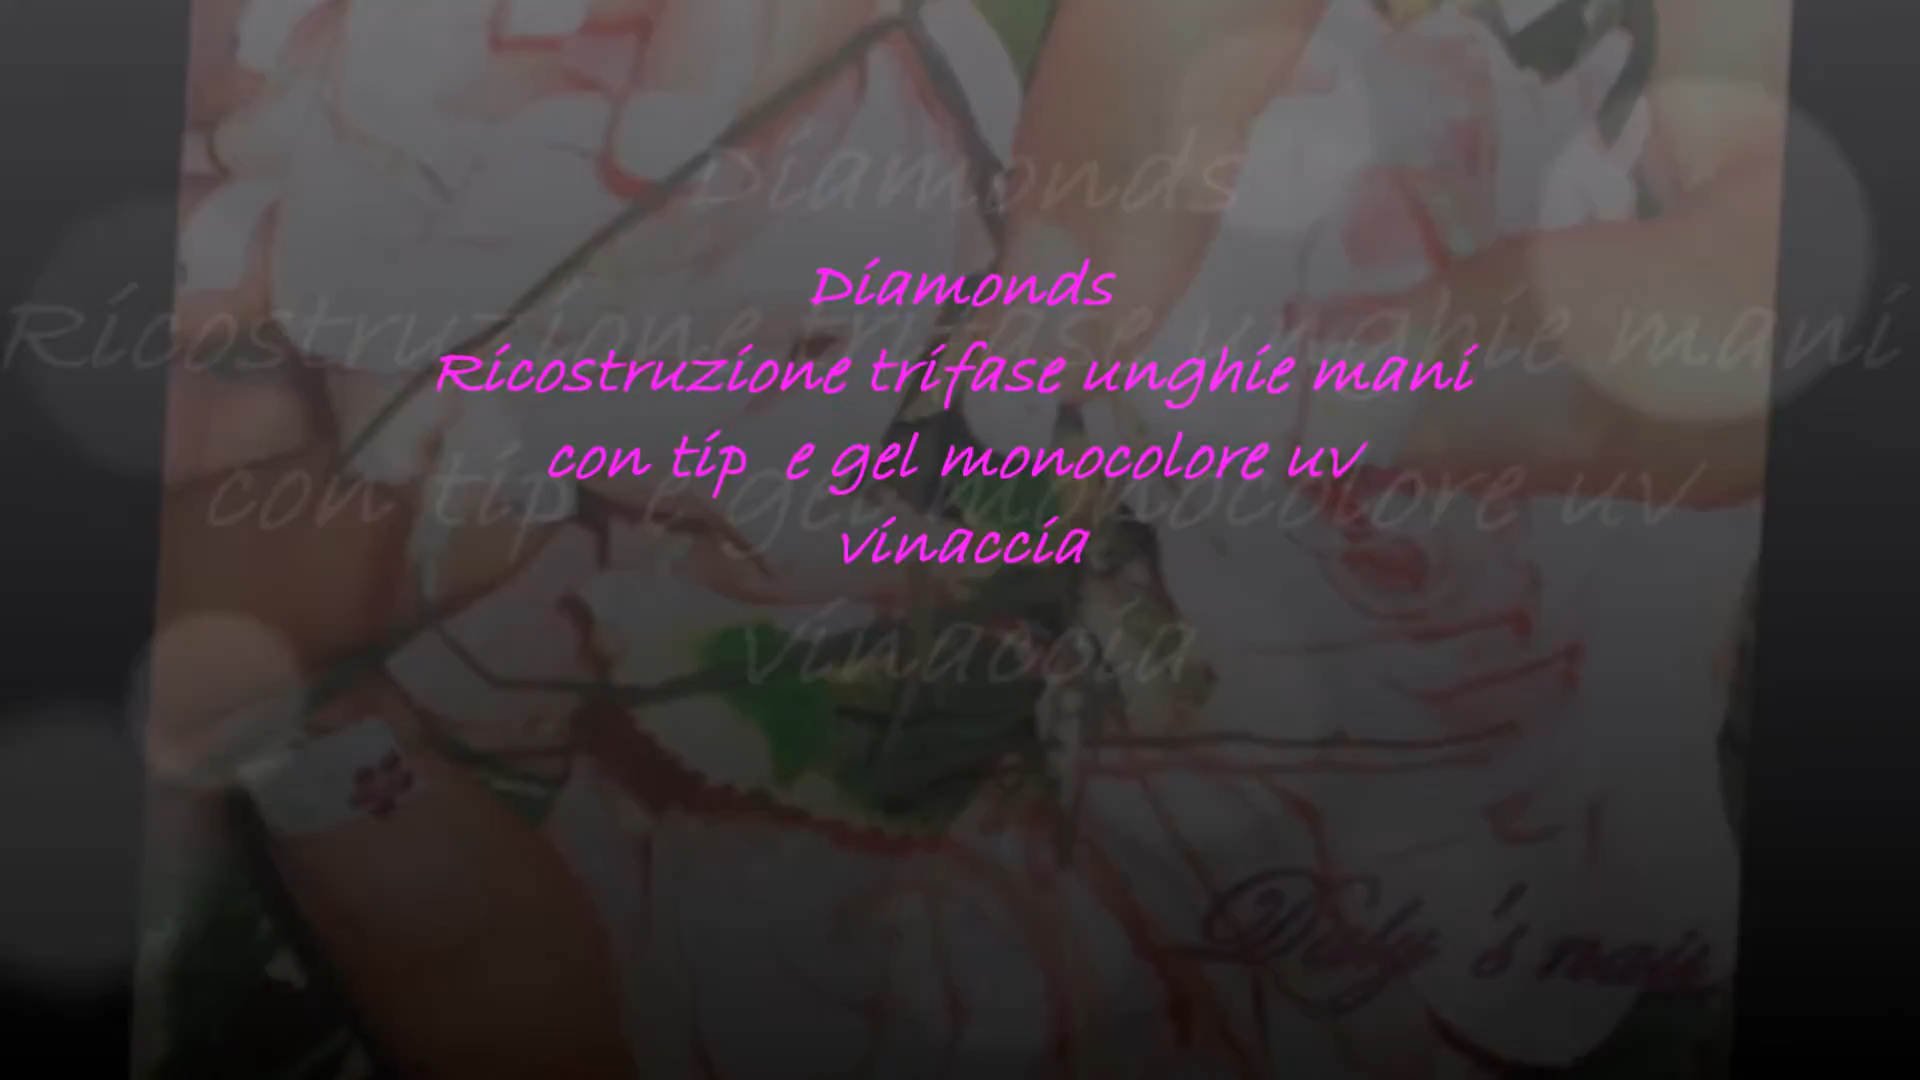 Diamonds
Ricostruzione trifase unghie mani
con tip e gel monocolore uv
vinaccia